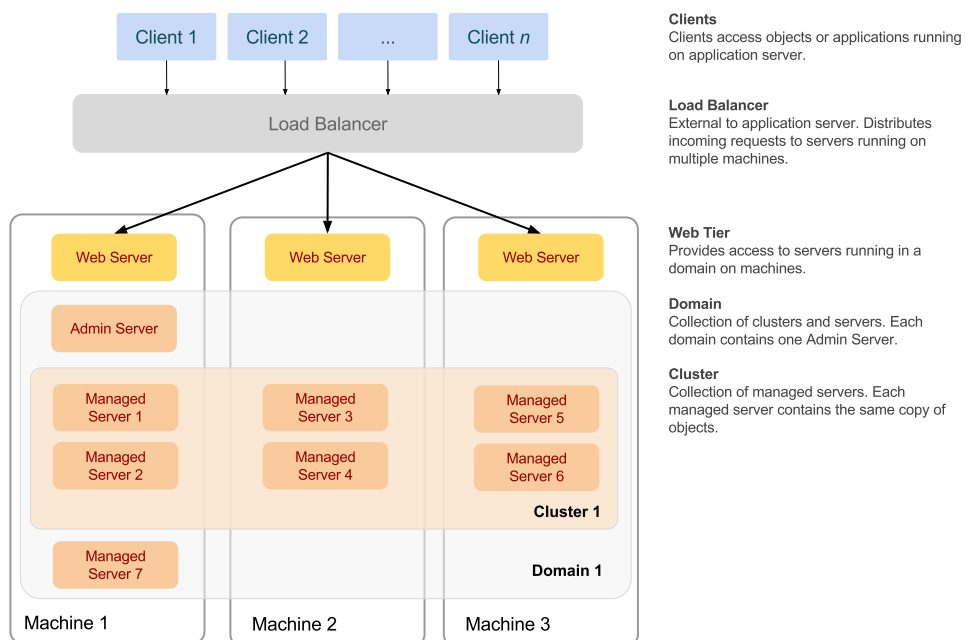 Client 1
Client 2
...
Client n
Load Balancer
Web Server
Web Server
Web Server
Admin Server
Managed
Server 1
Managed
Server 3
Managed
Server 5
Managed
Server 2
Managed
Server 4
Managed
Server 6
Cluster 1
Managed
Server 7
Domain 1
Machine 1
Machine 2
Machine 3
Clients
Clients access objects or applications running
on application server.
Load Balancer
External to application server. Distributes
incoming requests to servers running on
multiple machines.
Web Tier
Provides access to servers running in a
domain on machines.
Domain
Collection of clusters and servers. Each
domain contains one Admin Server.
Cluster
Collection of managed servers. Each
managed server contains the same copy of
objects.